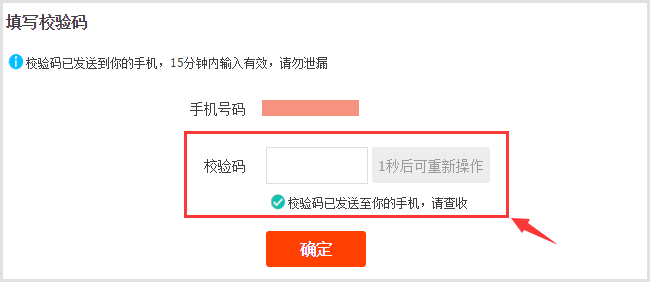 填写校验码
校验码已发送到你的手机，15分钟内输入有效，请勿泄漏
手机号码
校验码 1秒后可重新操作
校验码已发送至你的手机，请查收
确定